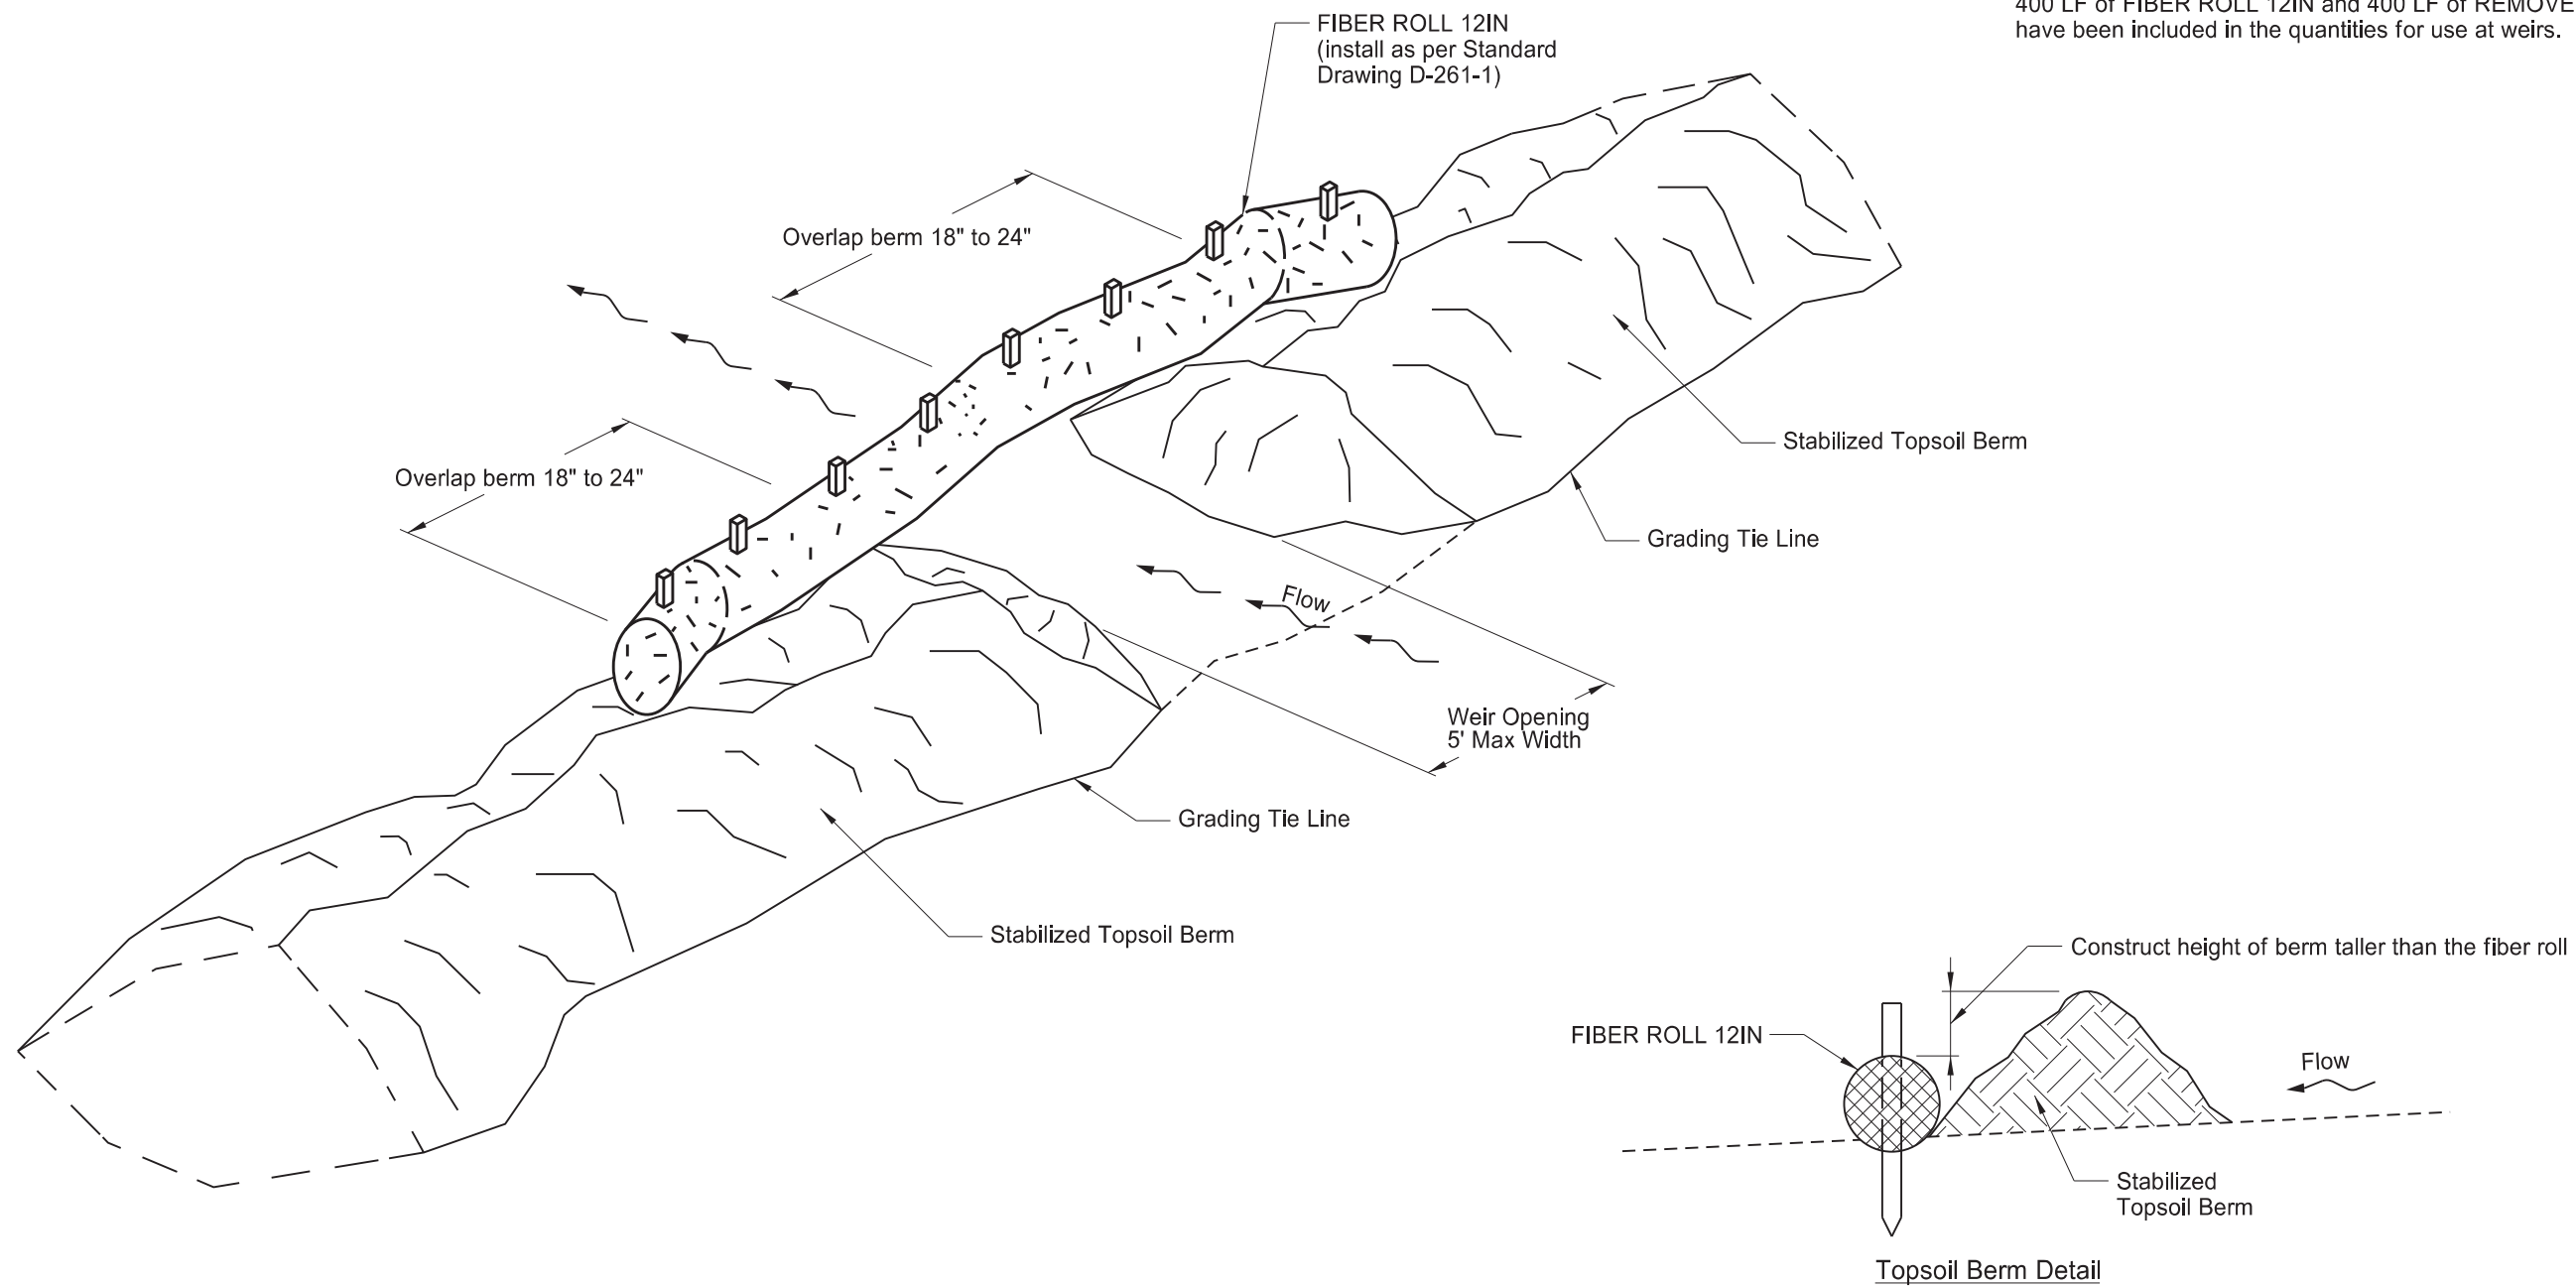 400 LF of FIBER ROLL 12IN and 400 LF of REMOVE
have been included in the quantities for use at weirs.
FIBER ROLL 12IN
(install as per Standard
Drawing D-261-1)
Overlap berm 18" to 24"
Overlap berm 18" to 24"
Stabilized Topsoil Berm
Grading Tie Line
Flow
Weir Opening
5' Max Width
Grading Tie Line
Stabilized Topsoil Berm
Construct height of berm taller than the fiber roll
FIBER ROLL 12IN
Flow
Stabilized
Topsoil Berm
Topsoil Berm Detail